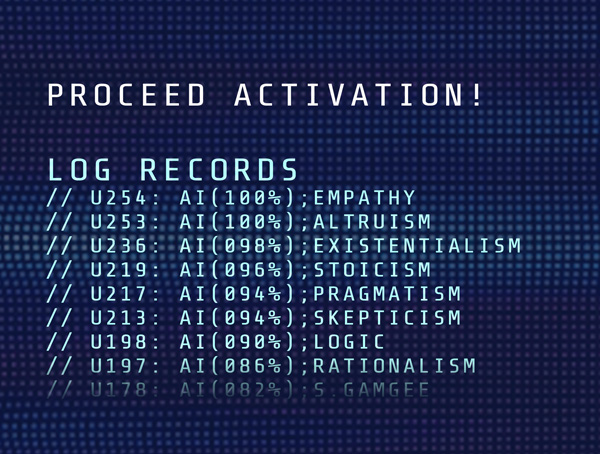 PROCEED ACTIVATION!
LOG RECORDS
// U254: AI(100%);EMPATHY
// U253: AI(100%);ALTRUISM
// U236: AI(098%);EXISTENTIALISM
// U219: AI(096%);STOICISM
// U217: AI(094%);PRAGMATISM
// U213: AI(094%);SKEPTICISM
// U198: AI(090%);LOGIC
// U197: AI(086%);RATIONALISM
// U178: AI(082%);S.GAMGEE